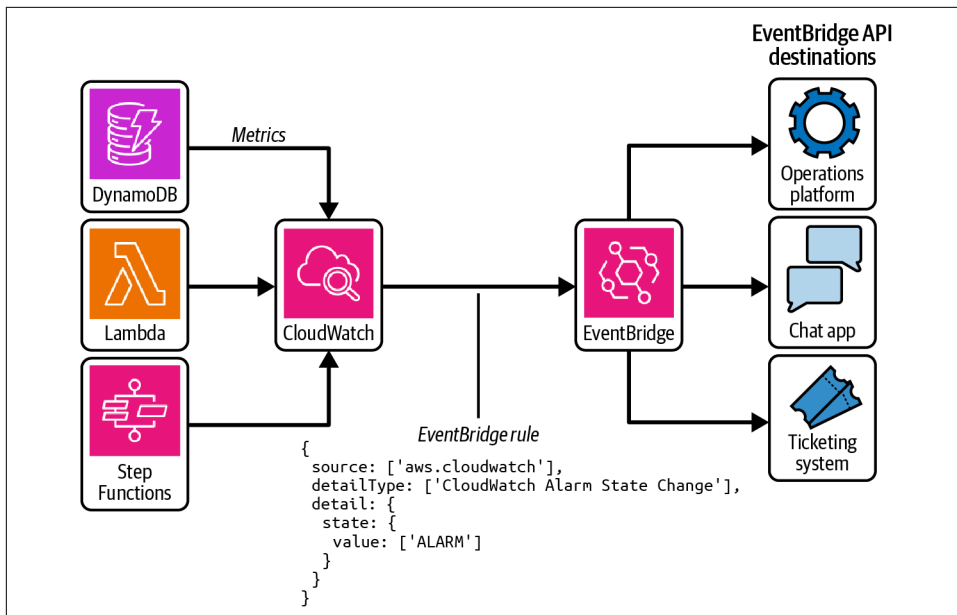 EventBridge API
destinations
Metrics
DynamoDB
Operations
platform
Lambda
CloudWatch
EventBridge
Chat app
Step
Functions
EventBridge rule
{
source: ['aws.cloudwatch'],
detailType: ['CloudWatch Alarm State Change'],
detail: {
state: {
value: ['ALARM']
}
}
}
Ticketing
system